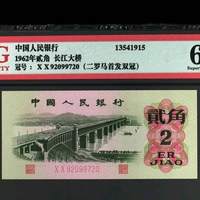 G
中国人民银行
13541915
6
1962年贰角 长江大桥
冠号：X X 92099720 （二罗马首发双冠）
Super
中国人民银行
贰角
2
ER
JIAO
X X 92099720